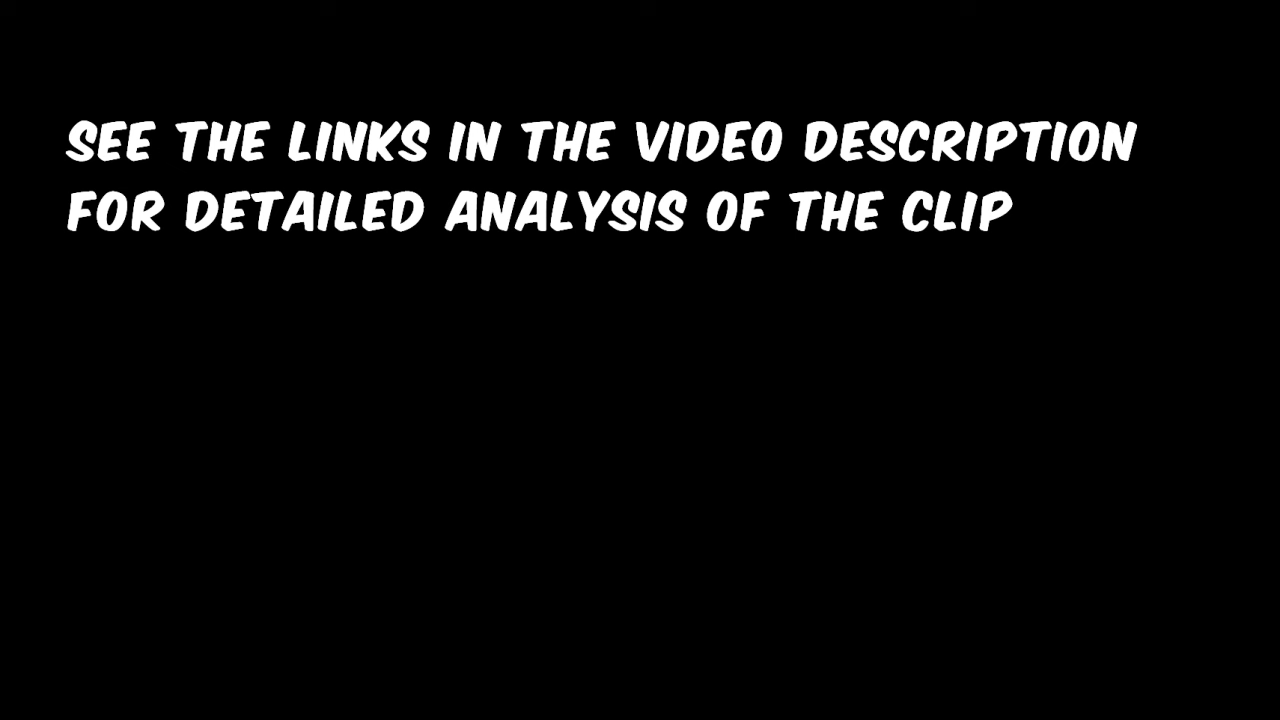 SEE THE LINKS IN THE VIDEO DESCRIPTION
FOR DETAILED ANALYSIS OF THE CLIP